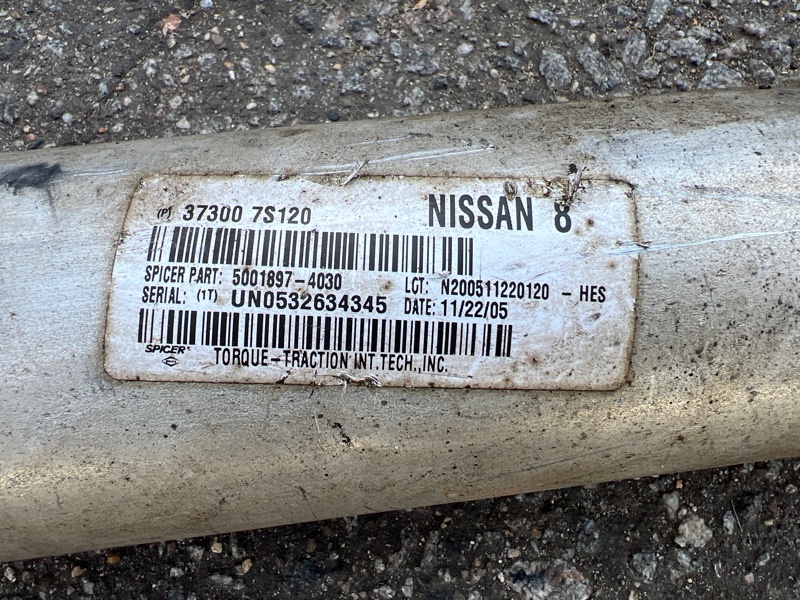 (P) 37300 7S120 NISSAN 8
SPICER PART: 5001897-4030 LCT: N200511220120 - HES
SERIAL: (1T) UN0532634345 DATE: 11/22/05
SPICER
TORQUE-TRACTION INT.TECH.,INC.